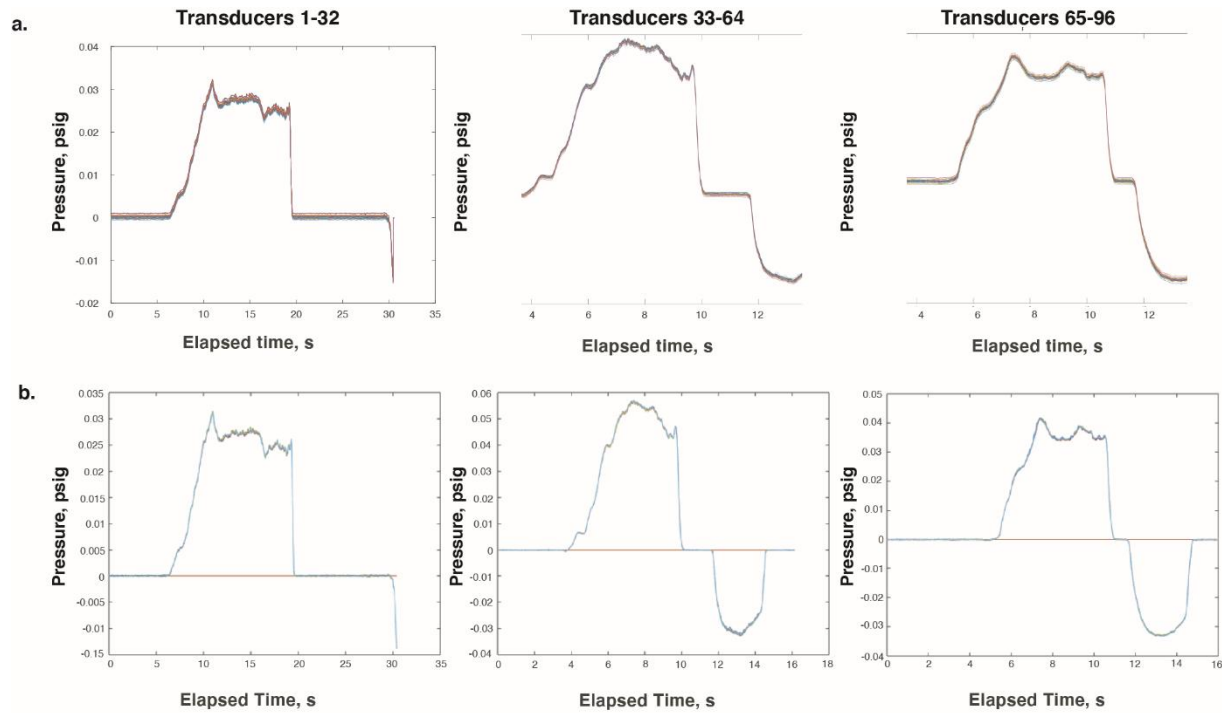 a.
Transducers 1-32
Transducers 33-64
Transducers 65-96
Pressure, psig
0.04
0.03
0.02
0.01
0
-0.01
-0.02
0 5 10 15 20 25 30 35
Elapsed time, s
Pressure, psig
4 6 8 10 12
Elapsed time, s
Pressure, psig
4 6 8 10 12
Elapsed time, s
b.
Pressure, psig
0.035
0.03
0.025
0.02
0.015
0.01
0.005
0
-0.005
-0.01
-0.15
0 5 10 15 20 25 30 35
Elapsed Time, s
Pressure, psig
0.06
0.05
0.04
0.03
0.02
0.01
0
-0.01
-0.02
-0.03
-0.04
0 2 4 6 8 10 12 14 16 18
Elapsed Time, s
Pressure, psig
0.05
0.04
0.03
0.02
0.01
0
-0.01
-0.02
-0.03
-0.04
0 2 4 6 8 10 12 14 16
Elapsed Time, s